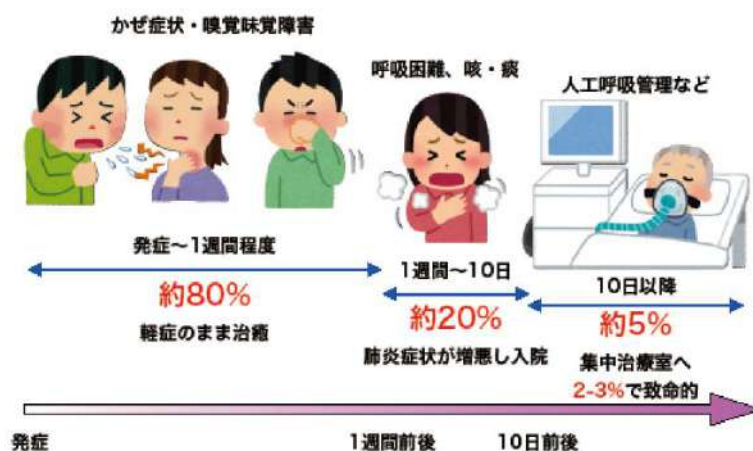 かぜ症状・嗅覚味覚障害
呼吸困難、咳・痰
人工呼吸管理など
発症～1週間程度
約80%
軽症のまま治癒
1週間～10日
約20%
肺炎症状が増悪し入院
10日以降
約5%
集中治療室へ
2-3%で致命的
発症
1週間前後
10日前後